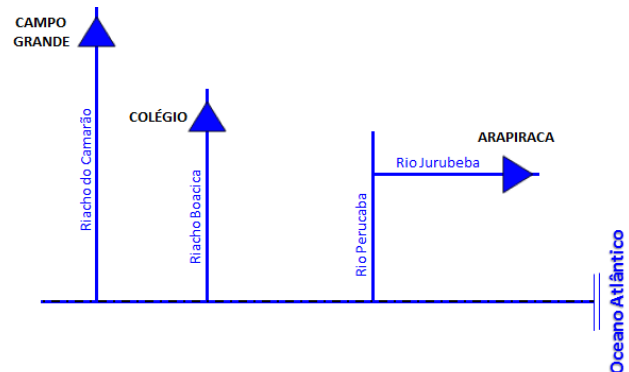 CAMPO
GRANDE
COLÉGIO
ARAPIRACA
Rio Jurubeba
Riacho do Camarão
Riacho Boacica
Rio Perucaba
Oceano Atlântico